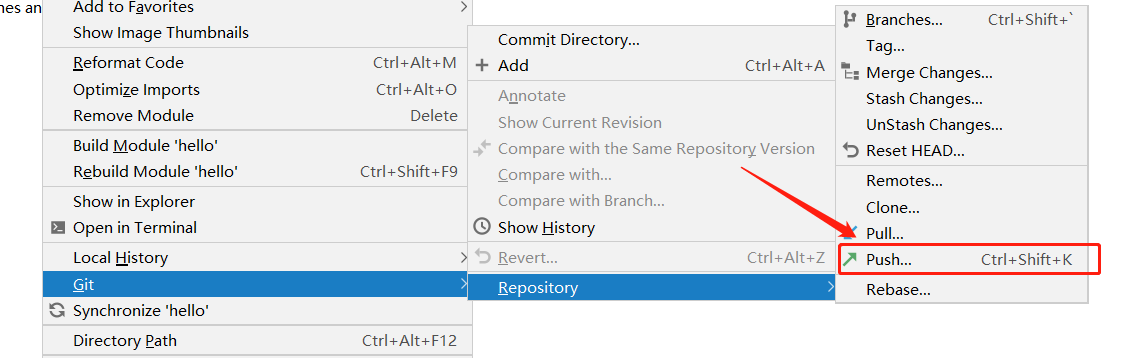 nes an
Add to Favorites
Show Image Thumbnails
Reformat Code Ctrl+Alt+M
Optimize Imports Ctrl+Alt+O
Remove Module Delete
Build Module 'hello'
Rebuild Module 'hello' Ctrl+Shift+F9
Show in Explorer
Open in Terminal
Local History
Git
Synchronize 'hello'
Directory Path Ctrl+Alt+F12
Commit Directory...
Add Ctrl+Alt+A
Annotate
Show Current Revision
Compare with the Same Repository Version
Compare with...
Compare with Branch...
Show History
Revert... Ctrl+Alt+Z
Repository
Branches... Ctrl+Shift+`
Tag...
Merge Changes...
Stash Changes...
UnStash Changes...
Reset HEAD...
Remotes...
Clone...
Pull...
Push... Ctrl+Shift+K
Rebase...